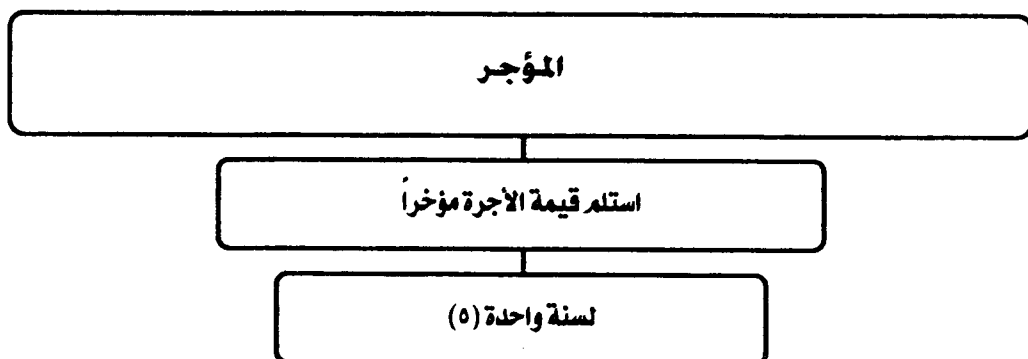 المؤجر
استلم قيمة الأجرة مؤخراً
لسنة واحدة (٥)